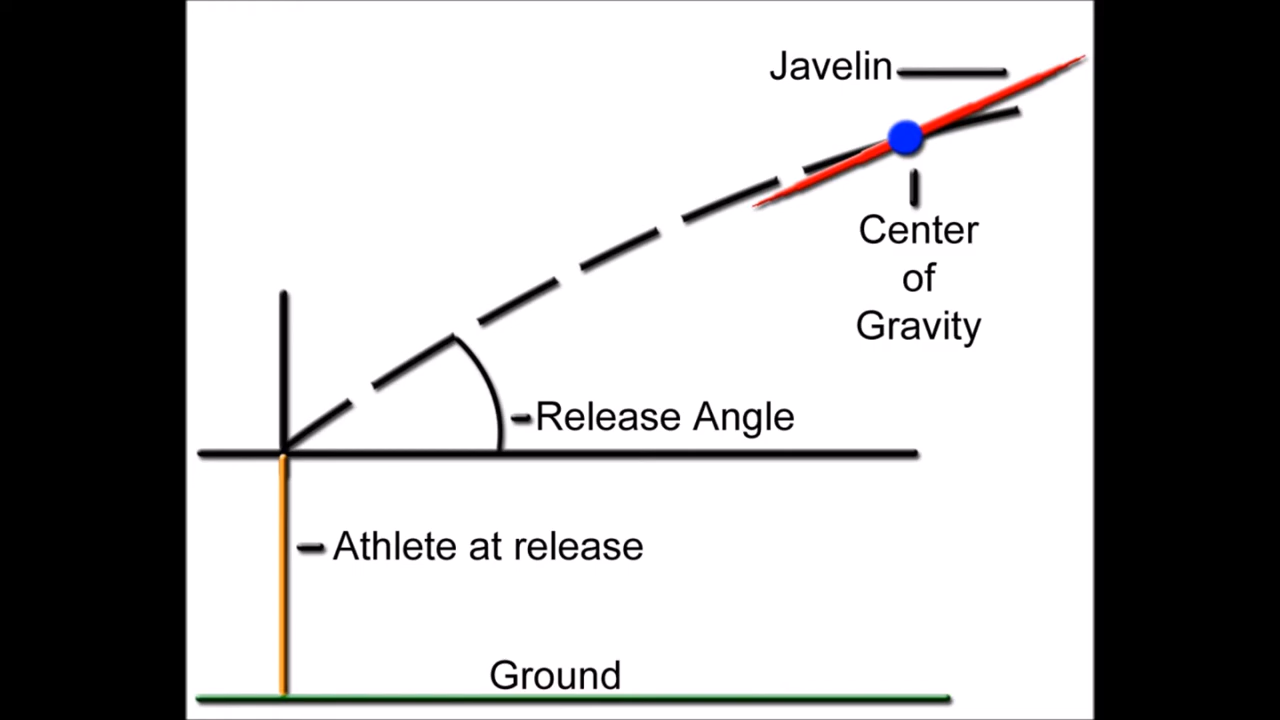 Javelin
Center
of
Gravity
Release Angle
Athlete at release
Ground